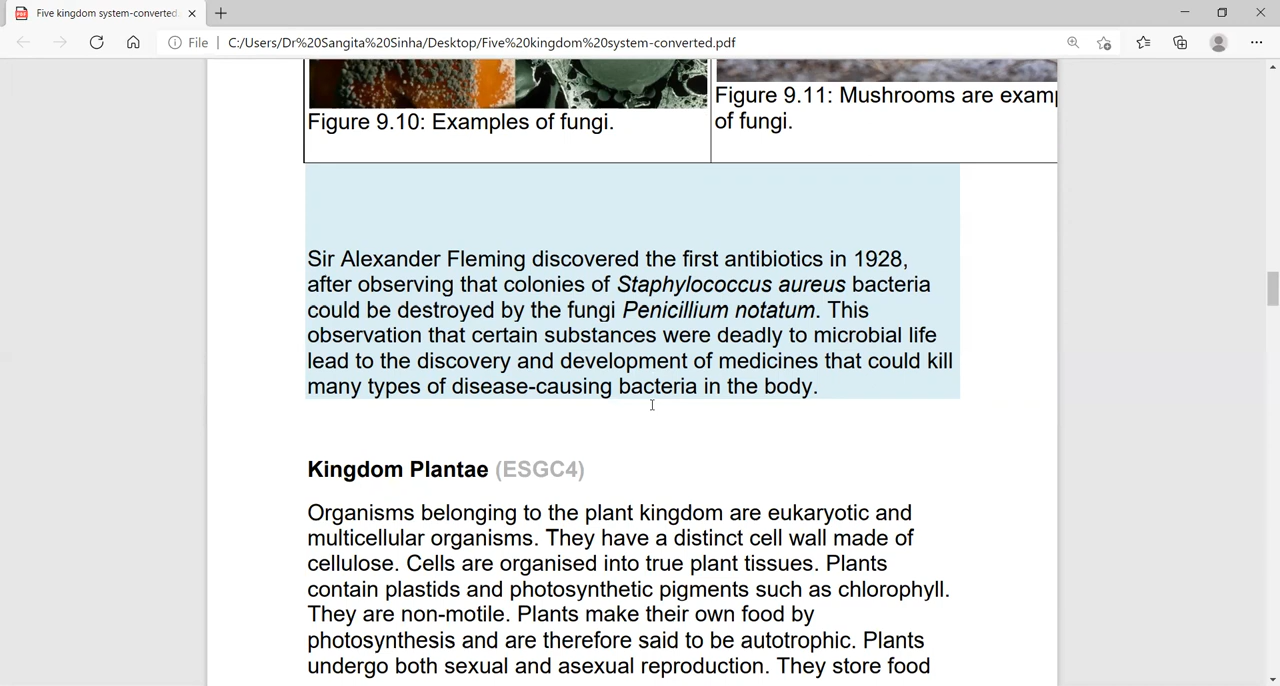 Five kingdom system-converted.
File
C:/Users/Dr%20Sangita%20Sinha/Desktop/Five%20kingdom%20system-converted.pdf
Figure 9.10: Examples of fungi.
Figure 9.11: Mushrooms are
of fungi.
Sir Alexander Fleming discovered the first antibiotics in 1928,
after observing that colonies of Staphylococcus aureus bacteria
could be destroyed by the fungi Penicillium notatum. This
observation that certain substances were deadly to microbial life
lead to the discovery and development of medicines that could kill
many types of disease-causing bacteria in the body.
Kingdom Plantae (ESGC4)
Organisms belonging to the plant kingdom are eukaryotic and
multicellular organisms. They have a distinct cell wall made of
cellulose. Cells are organised into true plant tissues. Plants
contain plastids and photosynthetic pigments such as chlorophyll.
They are non-motile. Plants make their own food by
photosynthesis and are therefore said to be autotrophic. Plants
undergo both sexual and asexual reproduction. They store food